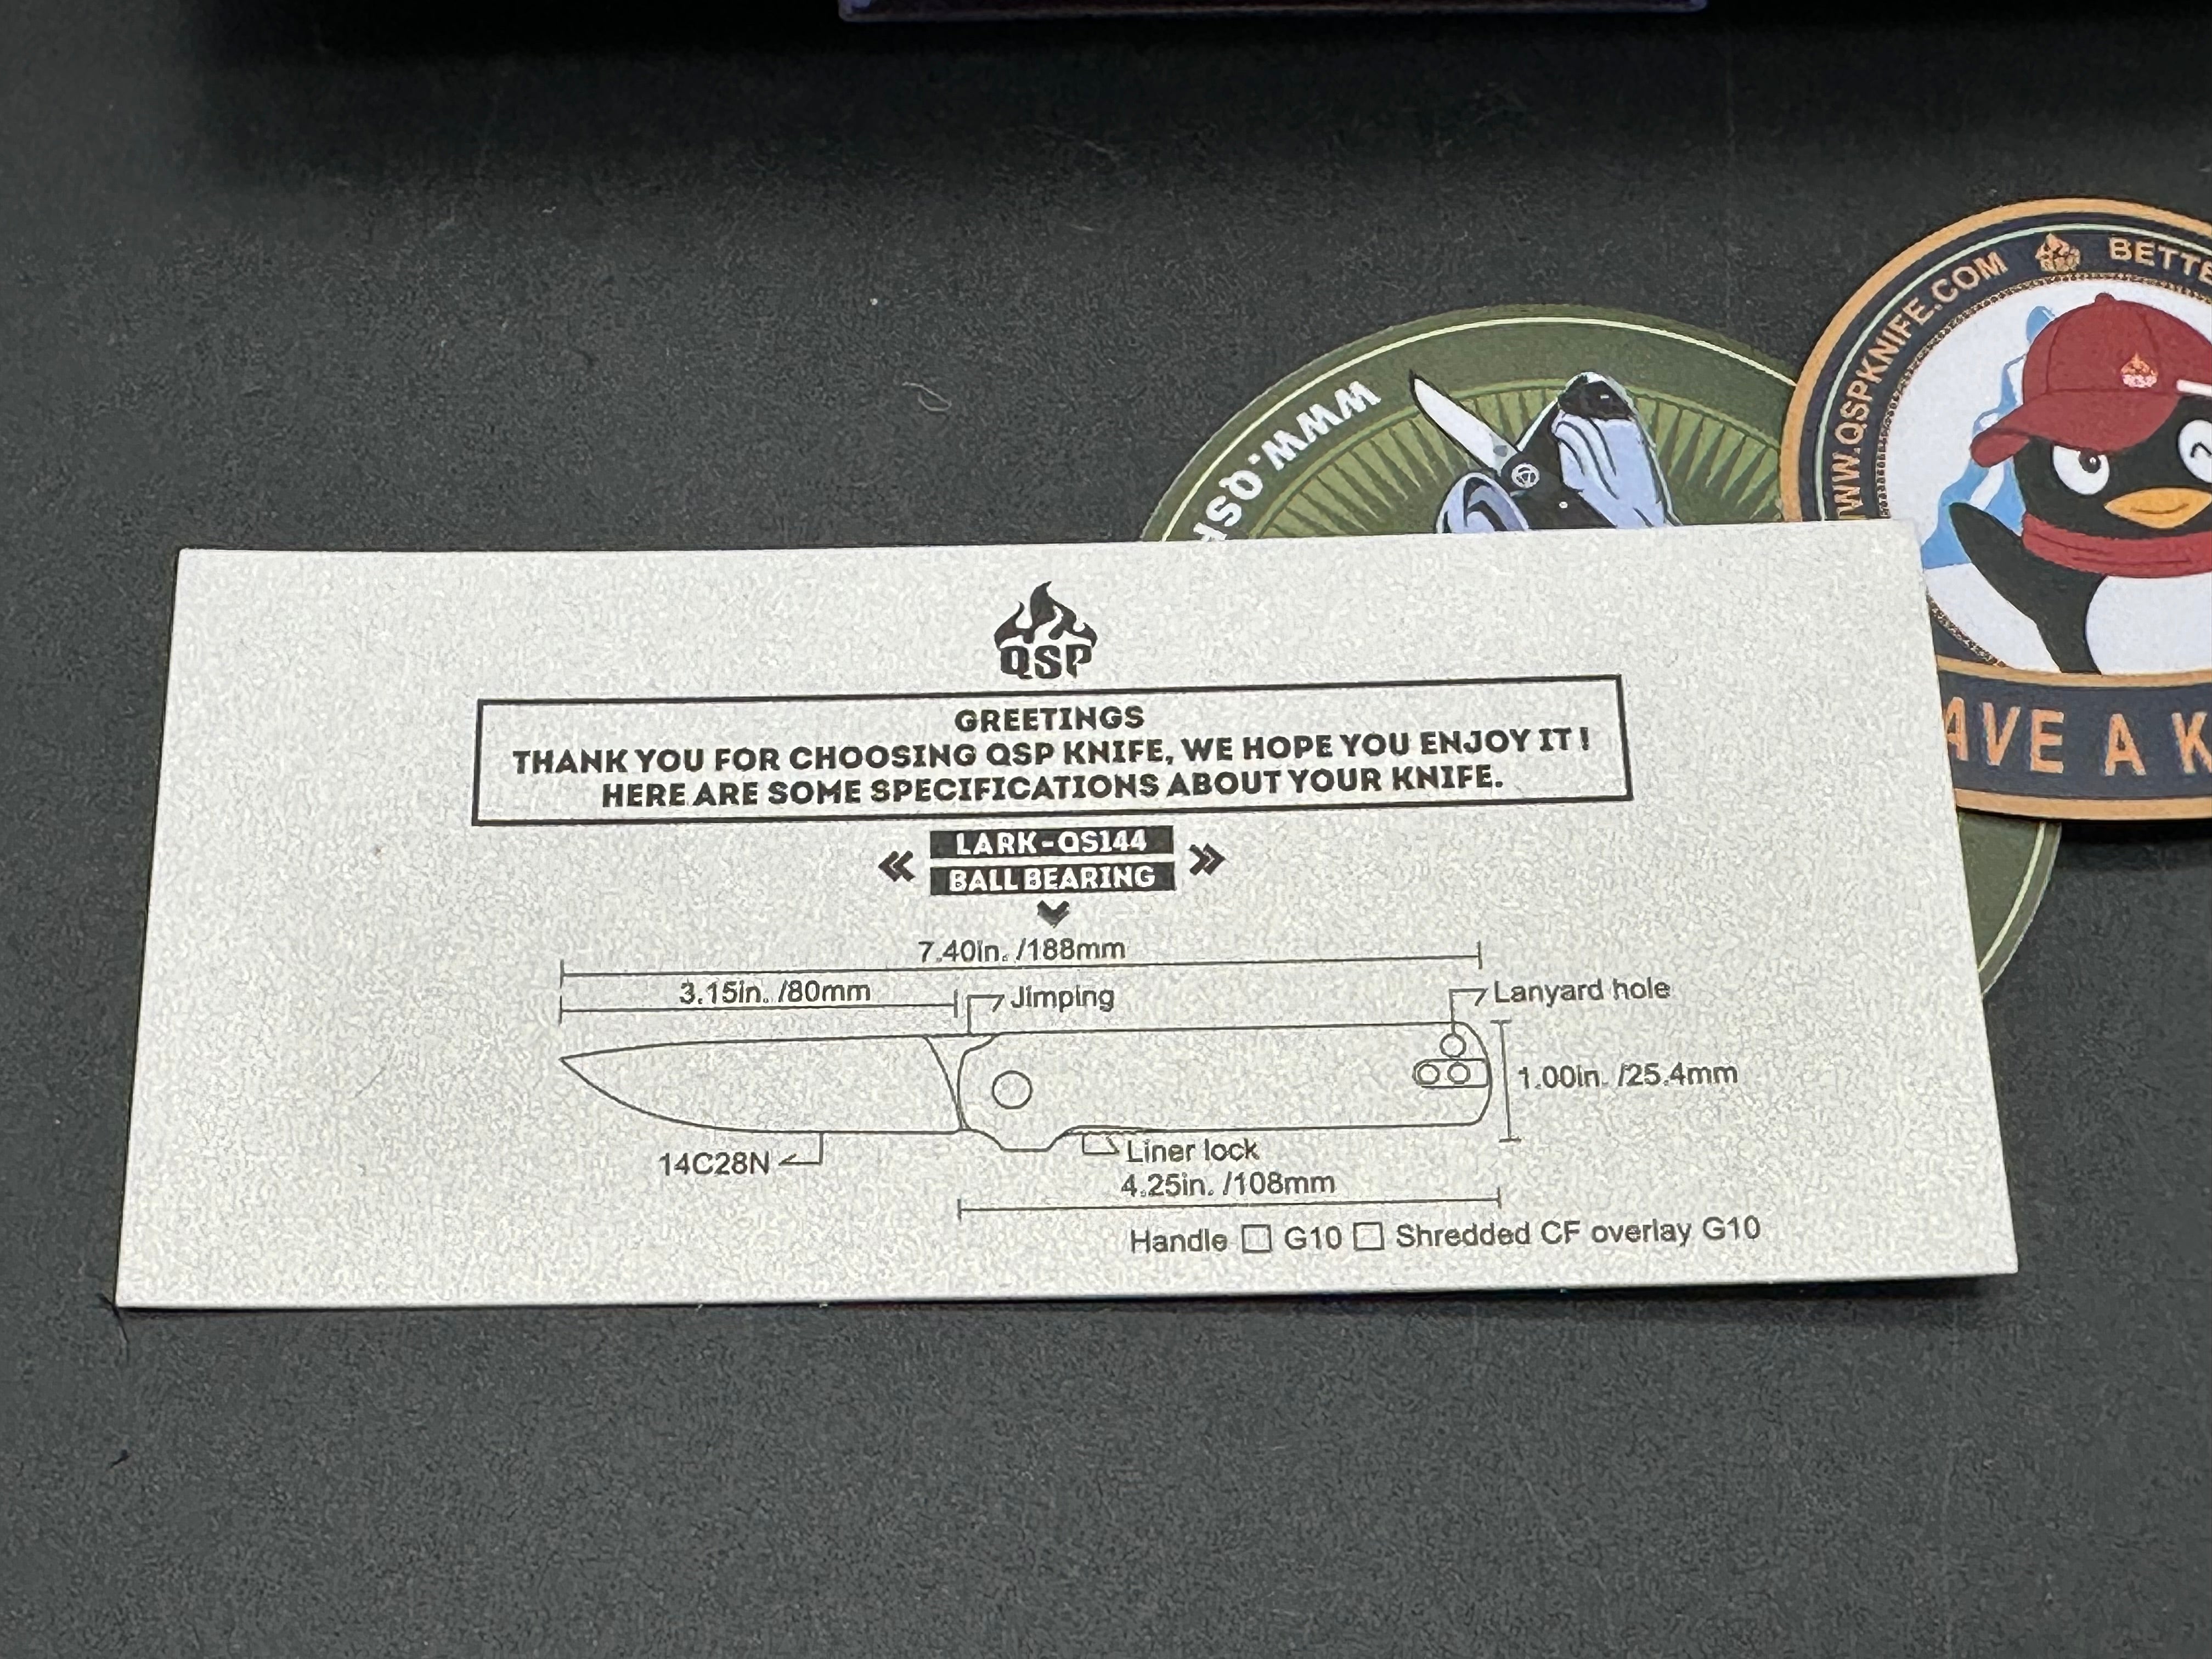 WWW.QSPKNIFE.COM
BETTE
WWW.QSP
AVE A K
QSP
GREETINGS
THANK YOU FOR CHOOSING QSP KNIFE, WE HOPE YOU ENJOY IT !
HERE ARE SOME SPECIFICATIONS ABOUT YOUR KNIFE.
LARK-QS144
BALL BEARING
7.40in. /188mm
3.15in. /80mm
Jimping
Lanyard hole
1.00in. /25.4mm
14C28N
Liner lock
4.25in. /108mm
Handle □ G10 □ Shredded CF overlay G10